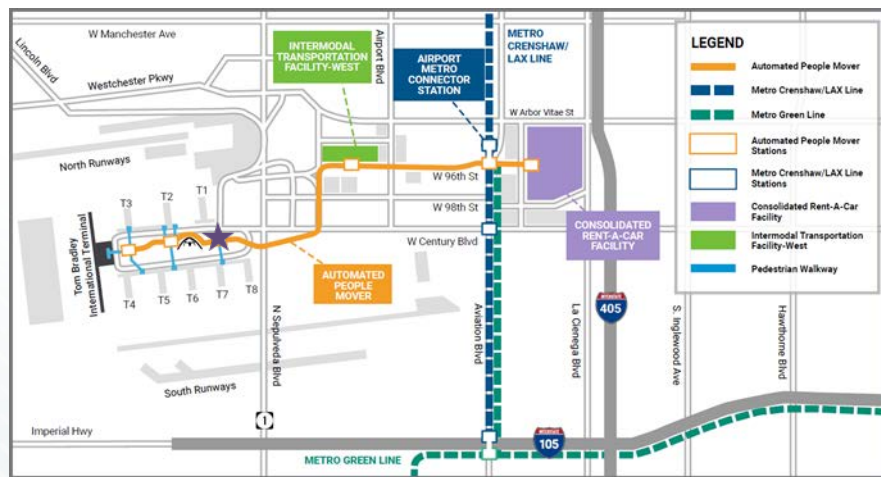 W Manchester Ave
Lincoln Blvd
Westchester Pkwy
INTERMODAL
TRANSPORTATION
FACILITY-WEST
Airport Blvd
AIRPORT
METRO
CONNECTOR
STATION
METRO
CRENSHAW/
LAX LINE
W Arbor Vitae St
North Runways
T1
T2
T3
W 96th St
W 98th St
W Century Blvd
CONSOLIDATED
RENT-A-CAR
FACILITY
Tom Bradley
International Terminal
T4
T5
T6
T7
T8
AUTOMATED
PEOPLE
MOVER
N Sepulveda Blvd
Aviation Blvd
La Cienega Blvd
INTERSTATE
405
S. Inglewood Ave
Hawthorne Blvd
South Runways
1
Imperial Hwy
INTERSTATE
105
METRO GREEN LINE
LEGEND
Automated People Mover
Metro Crenshaw/LAX Line
Metro Green Line
Automated People Mover
Stations
Metro Crenshaw/LAX Line
Stations
Consolidated Rent-A-Car
Facility
Intermodal Transportation
Facility-West
Pedestrian Walkway